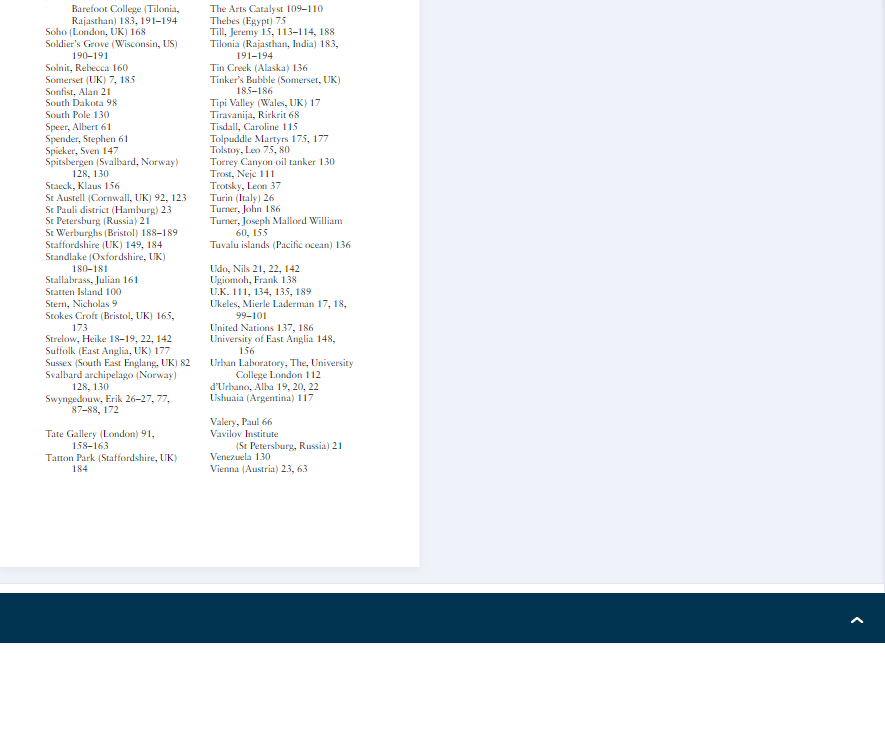 Barefoot College (Tilonia,
Rajasthan) 183, 191–194
Soho (London, UK) 168
Soldier's Grove (Wisconsin, US)
190–191
Solnit, Rebecca 160
Somerset (UK) 7, 185
Sonfist, Alan 21
South Dakota 98
South Pole 130
Speer, Albert 61
Spender, Stephen 61
Spieker, Sven 147
Spitsbergen (Svalbard, Norway)
128, 130
Staeck, Klaus 156
St Austell (Cornwall, UK) 92, 123
St Pauli district (Hamburg) 23
St Petersburg (Russia) 21
St Werburghs (Bristol) 188–189
Staffordshire (UK) 149, 184
Standlake (Oxfordshire, UK)
180–181
Stallabrass, Julian 161
Statten Island 100
Stern, Nicholas 9
Stokes Croft (Bristol, UK) 165,
173
Strelow, Heike 18–19, 22, 142
Suffolk (East Anglia, UK) 177
Sussex (South East Englang, UK) 82
Svalbard archipelago (Norway)
128, 130
Swyngedouw, Erik 26–27, 77,
87–88, 172
Tate Gallery (London) 91,
158–163
Tatton Park (Staffordshire, UK)
184
The Arts Catalyst 109–110
Thebes (Egypt) 75
Till, Jeremy 15, 113–114, 188
Tilonia (Rajasthan, India) 183,
191–194
Tin Creek (Alaska) 136
Tinker's Bubble (Somerset, UK)
185–186
Tipi Valley (Wales, UK) 17
Tiravanija, Rirkrit 68
Tisdall, Caroline 115
Tolpuddle Martyrs 175, 177
Tolstoy, Leo 75, 80
Torrey Canyon oil tanker 130
Trost, Nejc 111
Trotsky, Leon 37
Turin (Italy) 26
Turner, John 186
Turner, Joseph Mallord William
60, 155
Tuvalu islands (Pacific ocean) 136
Udo, Nils 21, 22, 142
Ugiomoh, Frank 138
U.K. 111, 134, 135, 189
Ukeles, Mierle Laderman 17, 18,
99–101
United Nations 137, 186
University of East Anglia 148,
156
Urban Laboratory, The, University
College London 112
d'Urbano, Alba 19, 20, 22
Ushuaia (Argentina) 117
Valery, Paul 66
Vavilov Institute
(St Petersburg, Russia) 21
Venezuela 130
Vienna (Austria) 23, 63